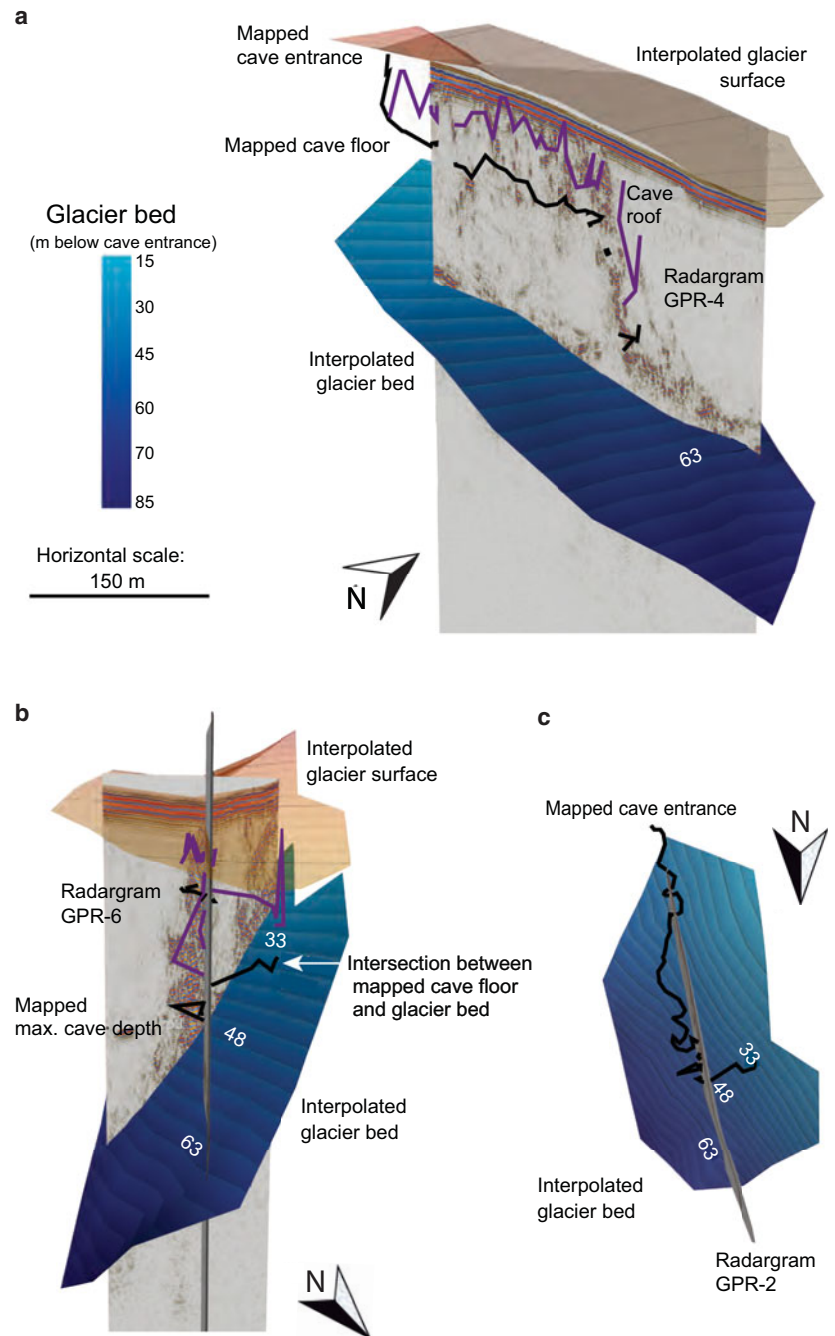 a
Mapped
cave entrance
Interpolated glacier
surface
Mapped cave floor
Glacier bed
(m below cave entrance)
15
30
45
60
70
85
Cave
roof
Radargram
GPR-4
Interpolated
glacier bed
63
Horizontal scale:
150 m
N
b
Interpolated
glacier surface
Radargram
GPR-6
33
Intersection between
mapped cave floor
and glacier bed
Mapped
max. cave depth
48
Interpolated
glacier bed
63
N
c
Mapped cave entrance
N
33
48
63
Interpolated
glacier bed
Radargram
GPR-2